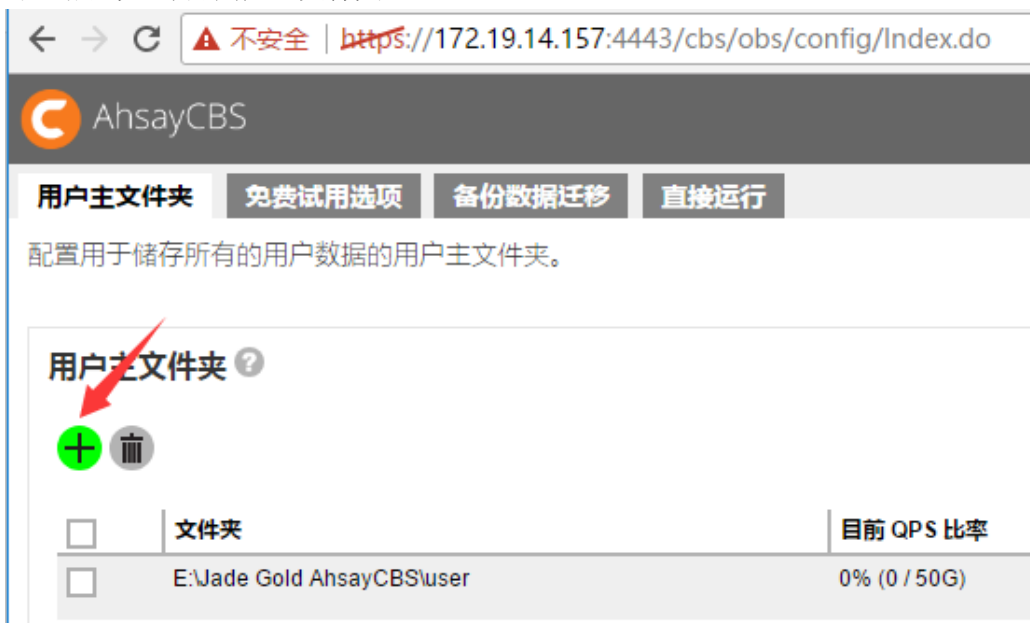 不安全 | https://172.19.14.157:4443/cbs/obs/config/Index.do
AhsayCBS
用户主文件夹 免费试用选项 备份数据迁移 直接运行
配置用于储存所有的用户数据的用户主文件夹。
用户主文件夹 ?
文件夹 目前 QPS 比率
E:\Jade Gold AhsayCBS\user 0% (0 / 50G)